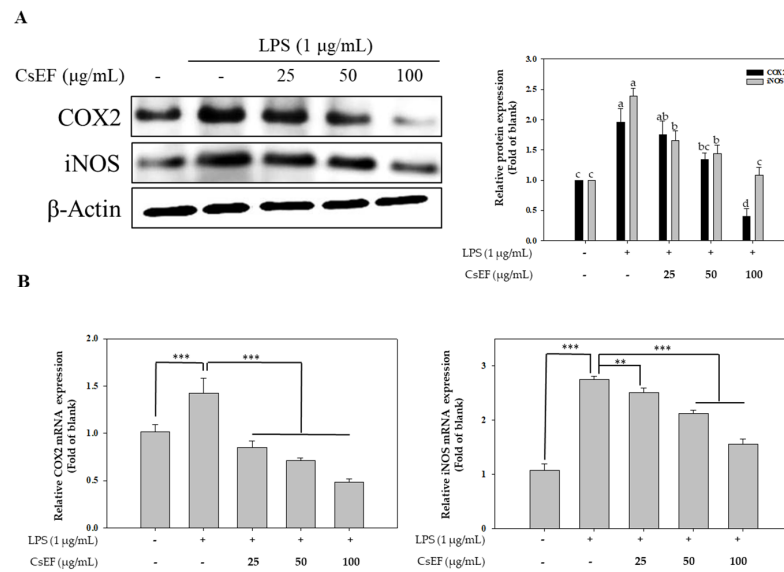 A
LPS (1 μg/mL)
CsEF (μg/mL) - - 25 50 100
COX2
iNOS
β-Actin
Relative protein expression
(Fold of blank)
3.0
2.5
2.0
1.5
1.0
0.5
0.0
COX2
iNOS
c c a a ab b bc b d c
LPS (1 μg/mL) - + + + +
CsEF (μg/mL) - - 25 50 100
B
Relative COX2 mRNA expression
(Fold of blank)
2.0
1.5
1.0
0.5
0.0
*** ***
LPS (1 μg/mL) - + + + +
CsEF (μg/mL) - - 25 50 100
Relative iNOS mRNA expression
(Fold of blank)
3
2
1
0
*** ** ***
LPS (1 μg/mL) - + + + +
CsEF (μg/mL) - - 25 50 100